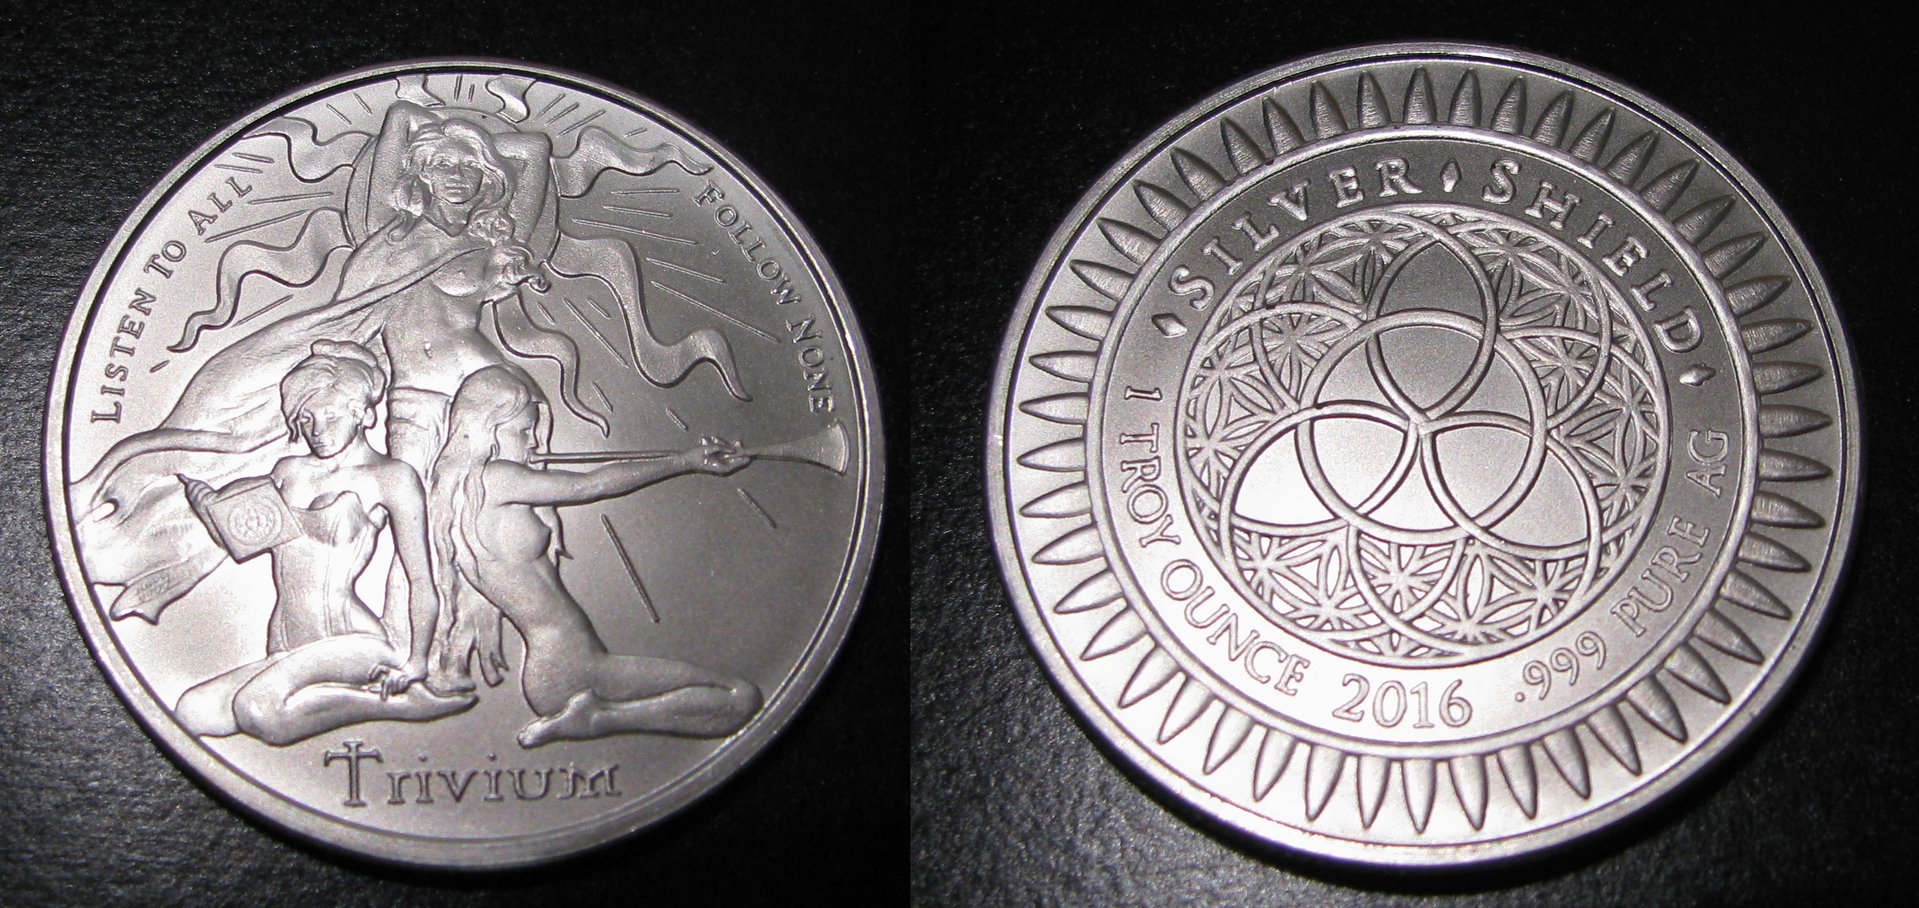 LISTEN TO ALL
FOLLOW NONE
Trivium
SILVER ♦ SHIELD
1 TROY OUNCE 2016 .999 PURE AG